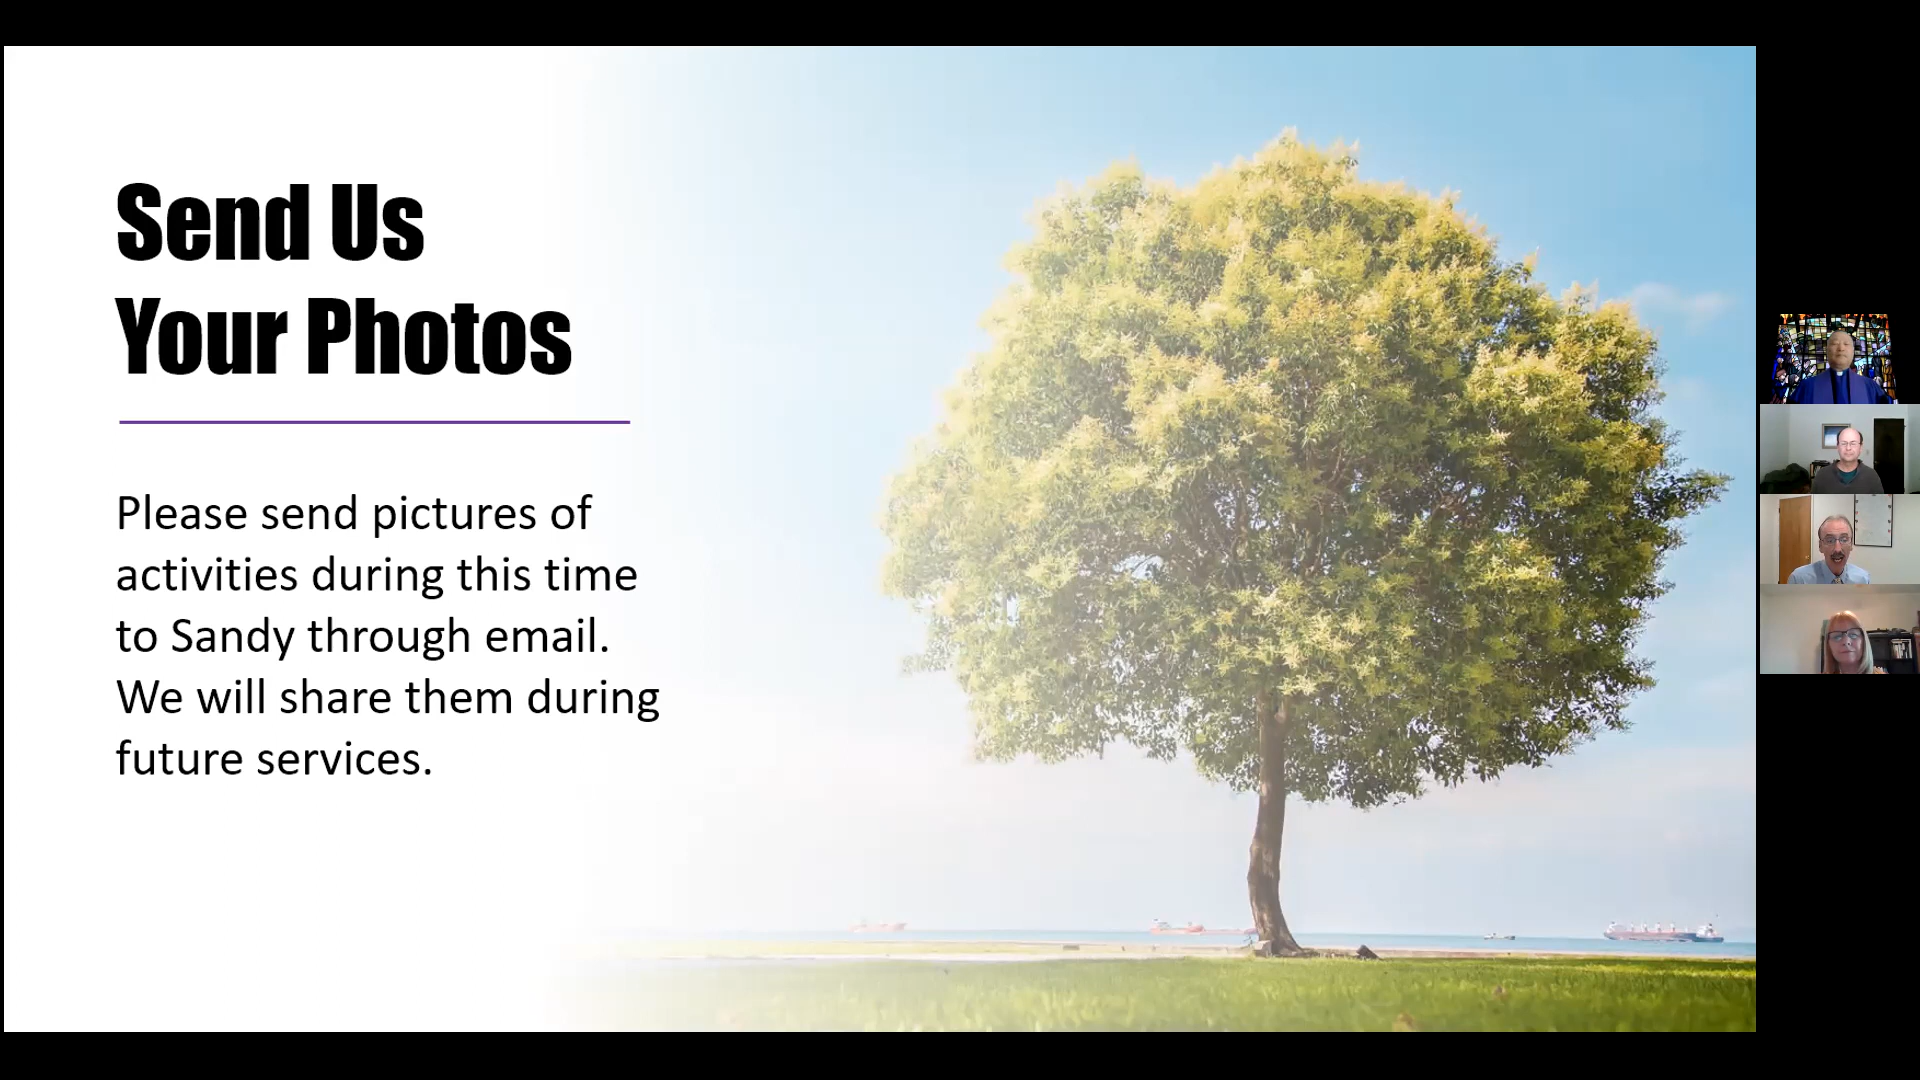 Send Us
Your Photos
Please send pictures of
activities during this time
to Sandy through email.
We will share them during
future services.